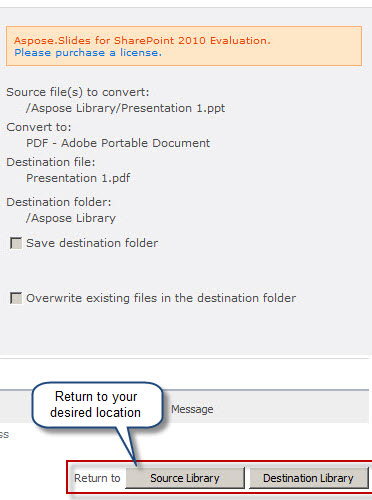 Aspose.Slides for SharePoint 2010 Evaluation.
Please purchase a license.
Source file(s) to convert:
/Aspose Library/Presentation 1.ppt
Convert to:
PDF - Adobe Portable Document
Destination file:
Presentation 1.pdf
Destination folder:
/Aspose Library
Save destination folder
Overwrite existing files in the destination folder
Return to your
desired location
Message
ss
Return to Source Library Destination Library